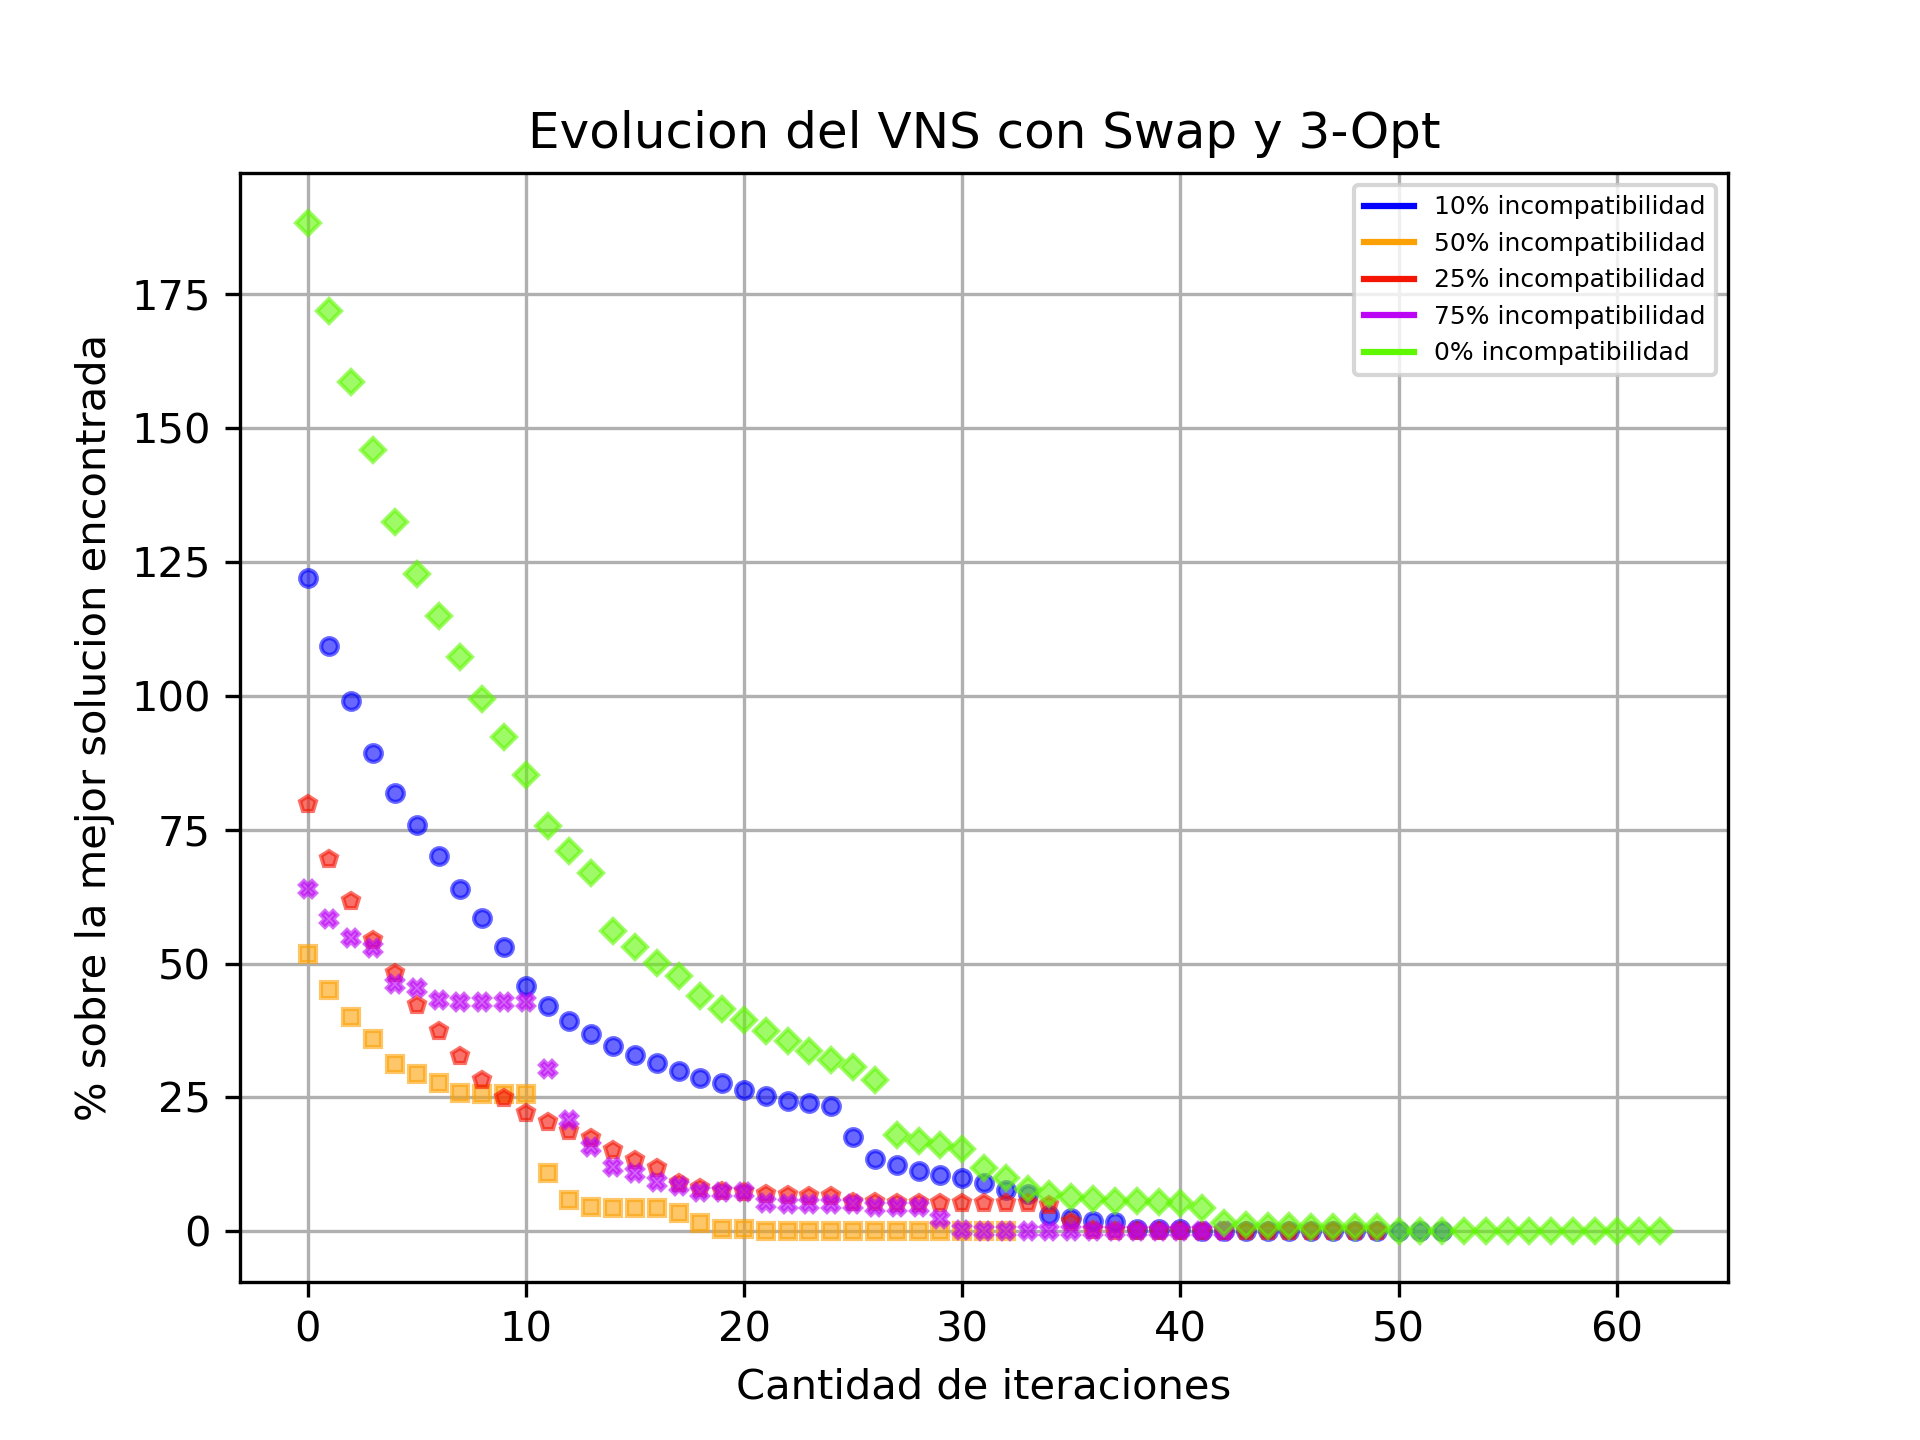 Evolucion del VNS con Swap y 3-Opt
10% incompatibilidad
50% incompatibilidad
25% incompatibilidad
75% incompatibilidad
0% incompatibilidad
% sobre la mejor solucion encontrada
175
150
125
100
75
50
25
0
0 10 20 30 40 50 60
Cantidad de iteraciones